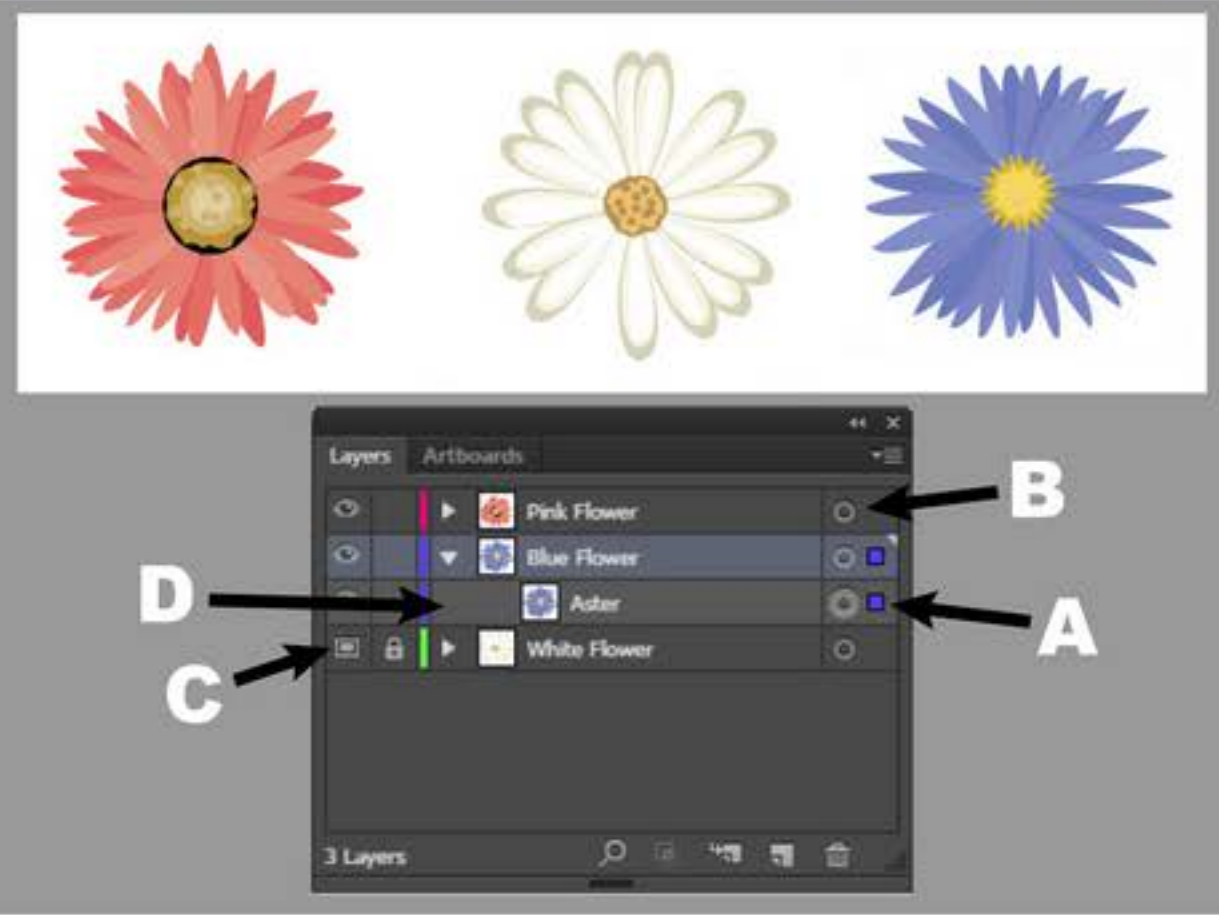 Layers Artboards
Pink Flower
B
Blue Flower
D
Aster
A
White Flower
C
3 Layers